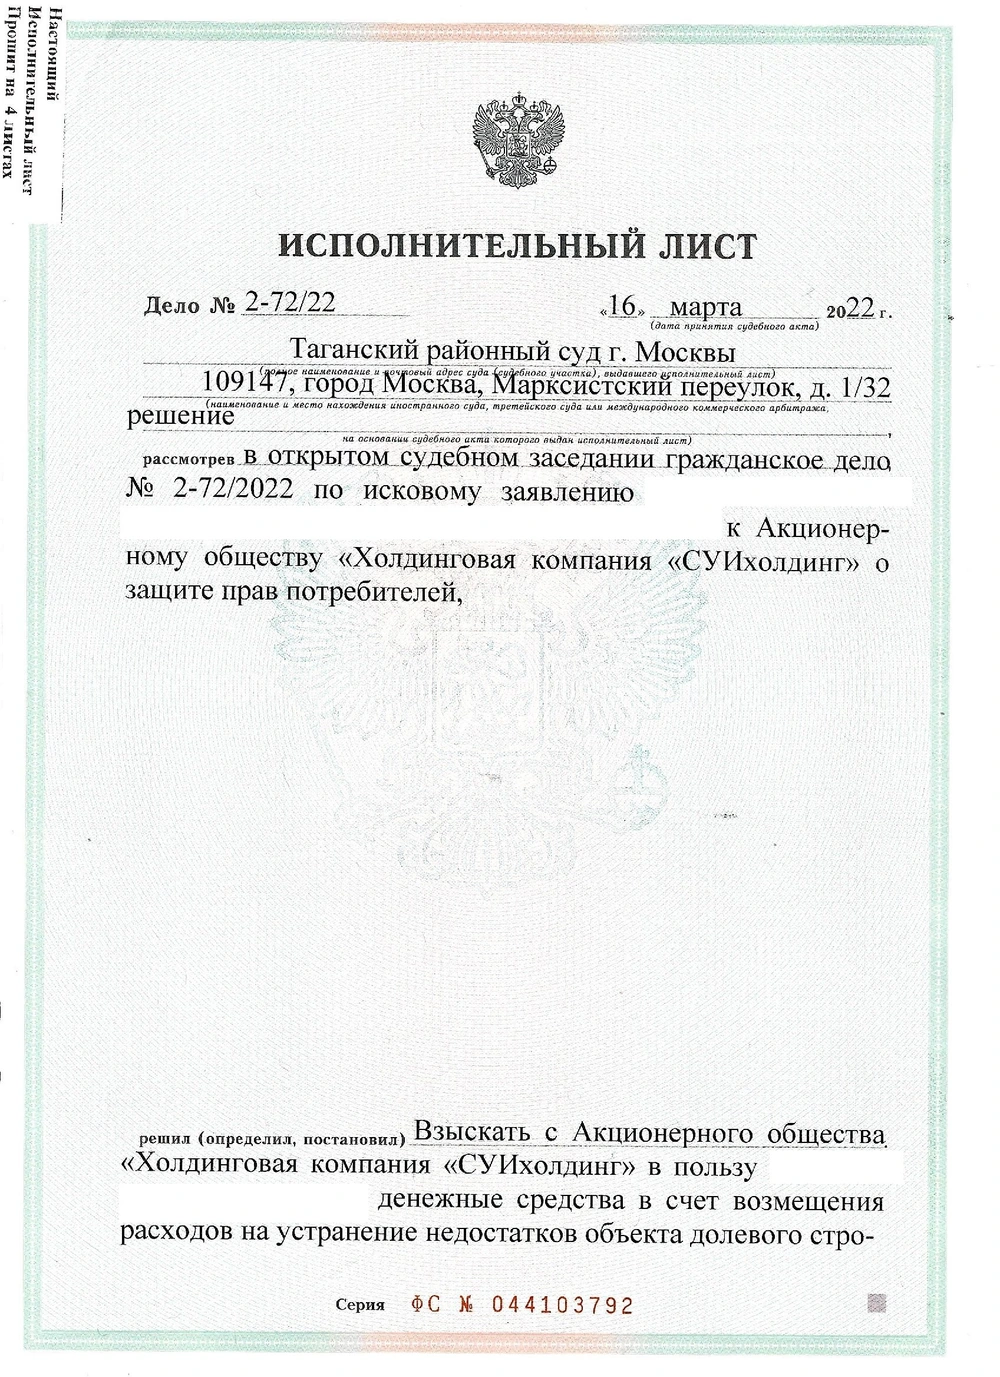 Настоящий
Исполнительный лист
Прошит на 4 листах
ИСПОЛНИТЕЛЬНЫЙ ЛИСТ
Дело № 2-72/22 «16» марта 2022 г.
(дата принятия судебного акта)
Таганский районный суд г. Москвы
(полное наименование и почтовый адрес суда (судебного участка), выдавшего исполнительный лист)
109147, город Москва, Марксистский переулок, д. 1/32
(наименование и место нахождения иностранного суда, третейского суда или международного коммерческого арбитража,
решение ,
на основании судебного акта которого выдан исполнительный лист)
рассмотрев в открытом судебном заседании гражданское дело
№ 2-72/2022 по исковому заявлению
к Акционер-
ному обществу «Холдинговая компания «СУИхолдинг» о
защите прав потребителей,
решил (определил, постановил) Взыскать с Акционерного общества
«Холдинговая компания «СУИхолдинг» в пользу
денежные средства в счет возмещения
расходов на устранение недостатков объекта долевого стро-
Серия ФС № 044103792